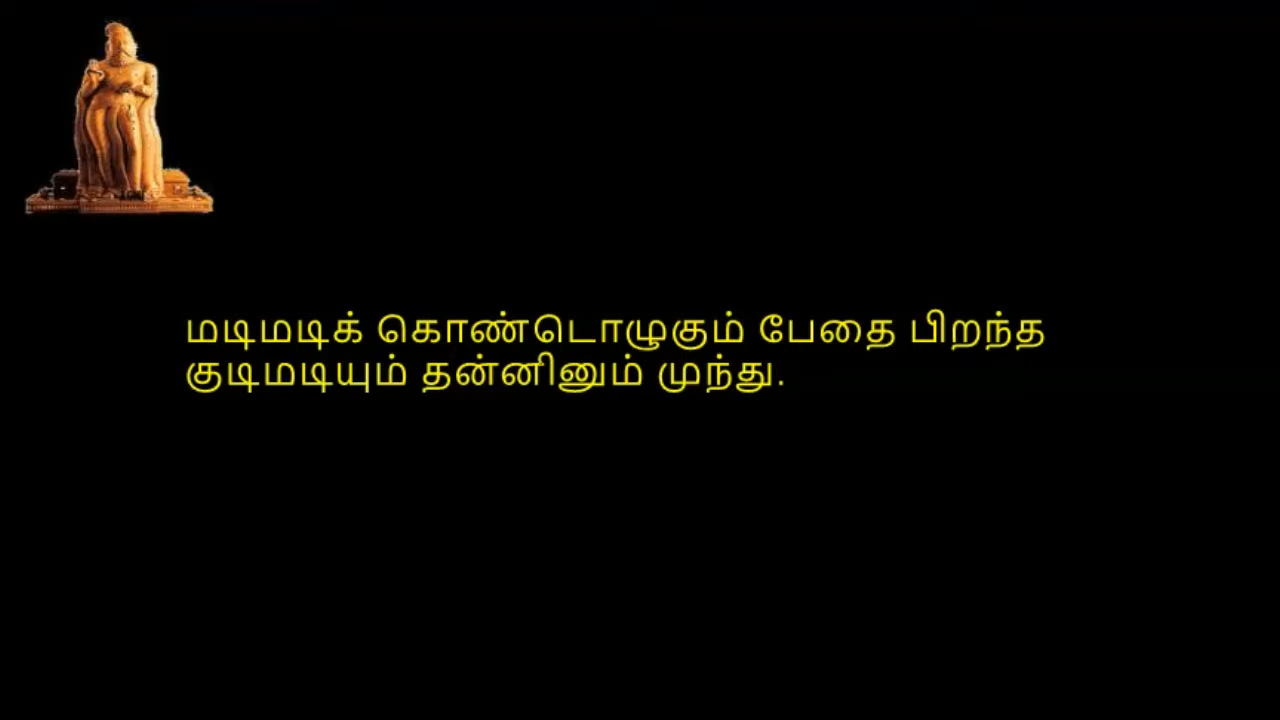 மடிமடிக் கொண்டொழுகும் பேதை பிறந்த
குடிமடியும் தன்னினும் முந்து.